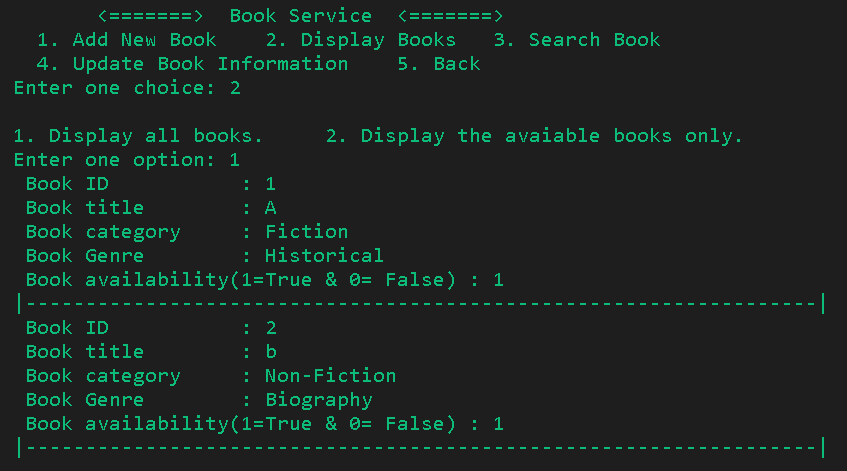 <=======>  Book Service  <=======>
1. Add New Book    2. Display Books   3. Search Book
4. Update Book Information    5. Back
Enter one choice: 2
1. Display all books.     2. Display the avaiable books only.
Enter one option: 1
Book ID           : 1
Book title        : A
Book category     : Fiction
Book Genre        : Historical
Book availability(1=True & 0= False) : 1
|------------------------------------------------------------------|
Book ID           : 2
Book title        : b
Book category     : Non-Fiction
Book Genre        : Biography
Book availability(1=True & 0= False) : 1
|------------------------------------------------------------------|